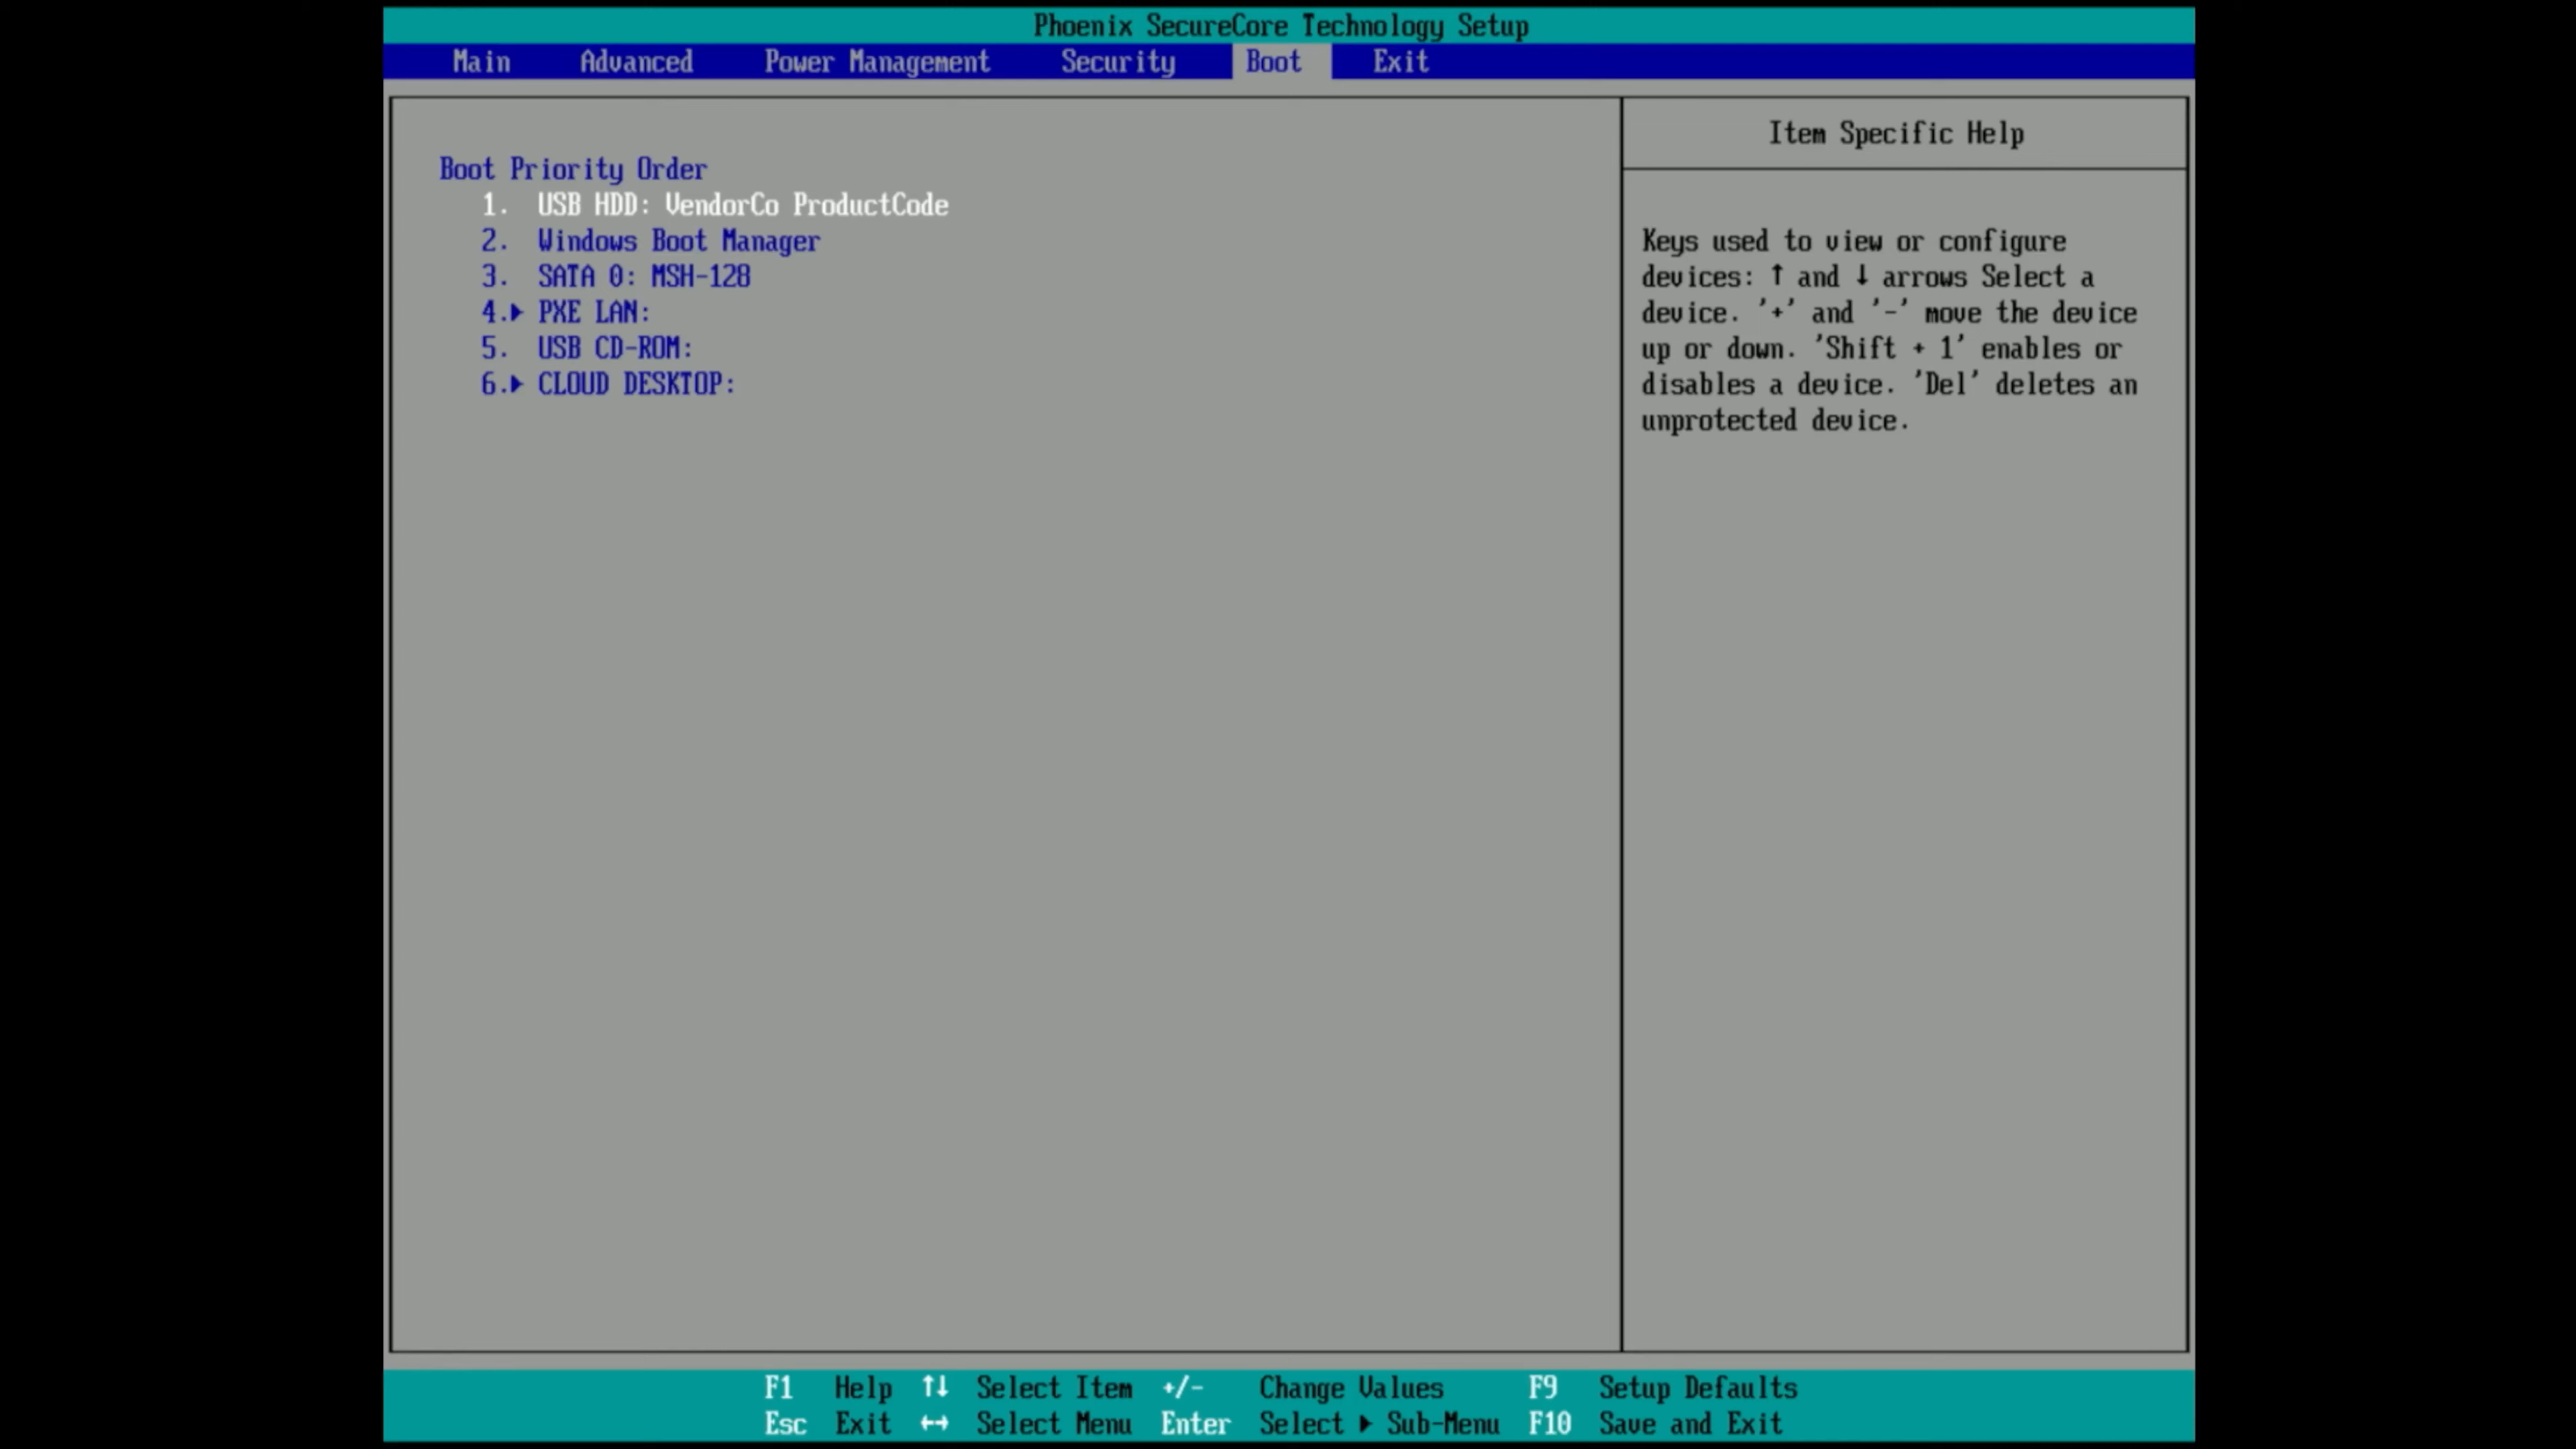 Phoenix SecureCore Technology Setup
Main Advanced Power Management Security Boot Exit
Boot Priority Order
1. USB HDD: VendorCo ProductCode
2. Windows Boot Manager
3. SATA 0: MSH-128
4.▸ PXE LAN:
5. USB CD-ROM:
6.▸ CLOUD DESKTOP:
Item Specific Help
Keys used to view or configure
devices: ↑ and ↓ arrows Select a
device. '+' and '-' move the device
up or down. 'Shift + 1' enables or
disables a device. 'Del' deletes an
unprotected device.
F1 Help ↑↓ Select Item +/- Change Values F9 Setup Defaults
Esc Exit ↔ Select Menu Enter Select ▸ Sub-Menu F10 Save and Exit